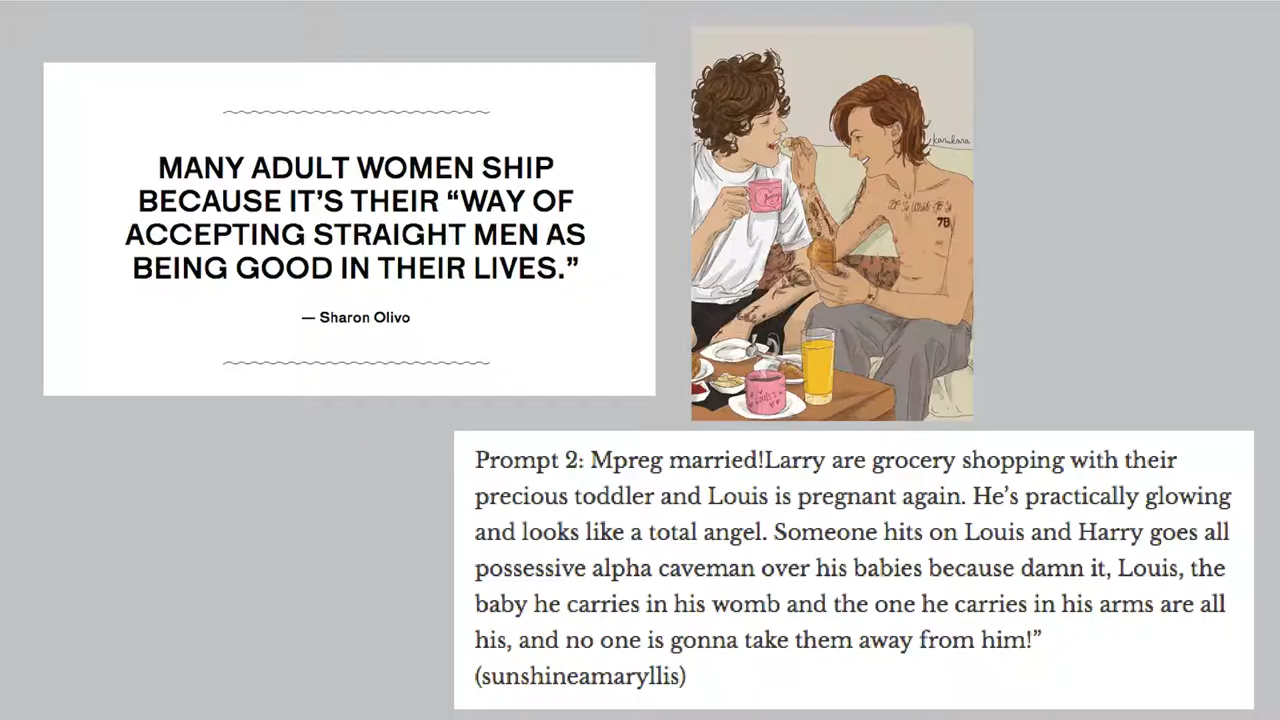 MANY ADULT WOMEN SHIP
BECAUSE IT'S THEIR “WAY OF
ACCEPTING STRAIGHT MEN AS
BEING GOOD IN THEIR LIVES.”
— Sharon Olivo
karukara
78
Louis
Prompt 2: Mpreg married!Larry are grocery shopping with their
precious toddler and Louis is pregnant again. He's practically glowing
and looks like a total angel. Someone hits on Louis and Harry goes all
possessive alpha caveman over his babies because damn it, Louis, the
baby he carries in his womb and the one he carries in his arms are all
his, and no one is gonna take them away from him!”
(sunshineamaryllis)